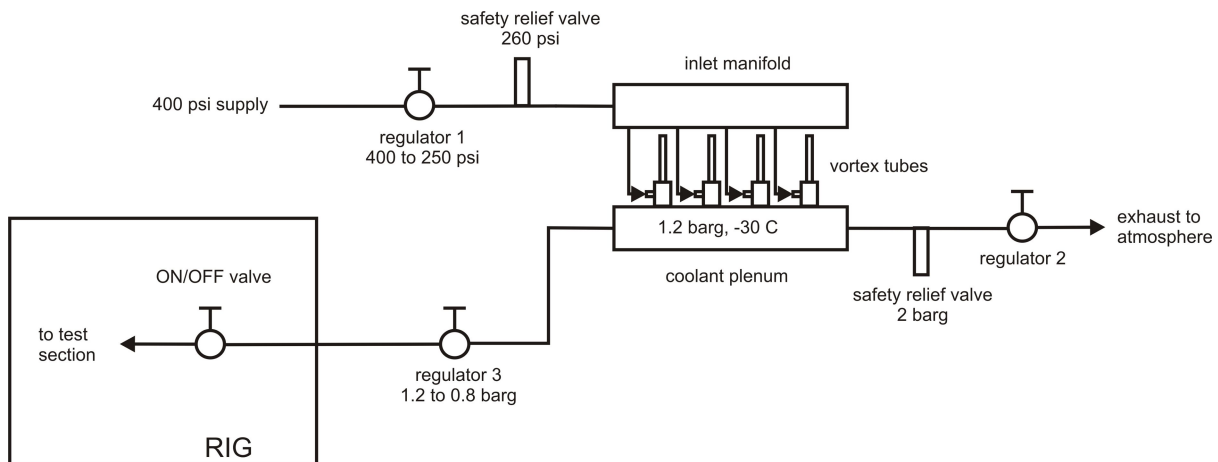 safety relief valve
260 psi
inlet manifold
400 psi supply
regulator 1
400 to 250 psi
vortex tubes
1.2 barg, -30 C
exhaust to
atmosphere
regulator 2
coolant plenum
safety relief valve
2 barg
ON/OFF valve
to test
section
regulator 3
1.2 to 0.8 barg
RIG